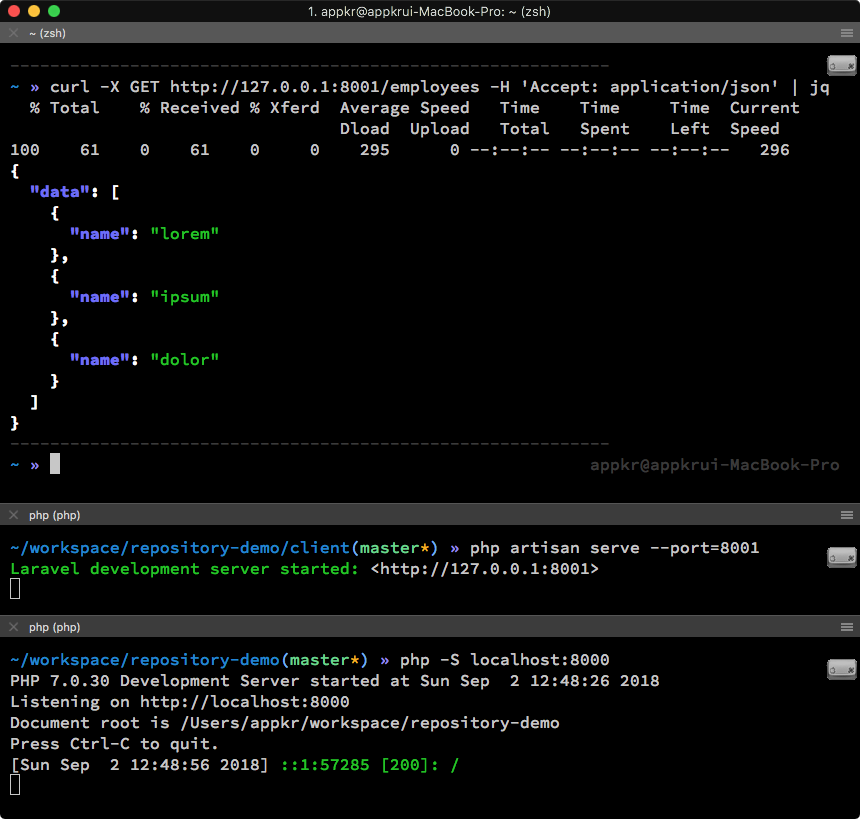 1. appkr@appkrui-MacBook-Pro: ~ (zsh)
~ (zsh)
~ » curl -X GET http://127.0.0.1:8001/employees -H 'Accept: application/json' | jq
  % Total    % Received % Xferd  Average Speed   Time    Time     Time  Current
                                 Dload  Upload   Total   Spent    Left  Speed
100    61    0    61    0     0    295      0 --:--:-- --:--:-- --:--:--   296
{
  "data": [
    {
      "name": "lorem"
    },
    {
      "name": "ipsum"
    },
    {
      "name": "dolor"
    }
  ]
}
~ » appkr@appkrui-MacBook-Pro
php (php)
~/workspace/repository-demo/client(master*) » php artisan serve --port=8001
Laravel development server started: <http://127.0.0.1:8001>
php (php)
~/workspace/repository-demo(master*) » php -S localhost:8000
PHP 7.0.30 Development Server started at Sun Sep  2 12:48:26 2018
Listening on http://localhost:8000
Document root is /Users/appkr/workspace/repository-demo
Press Ctrl-C to quit.
[Sun Sep  2 12:48:56 2018] ::1:57285 [200]: /